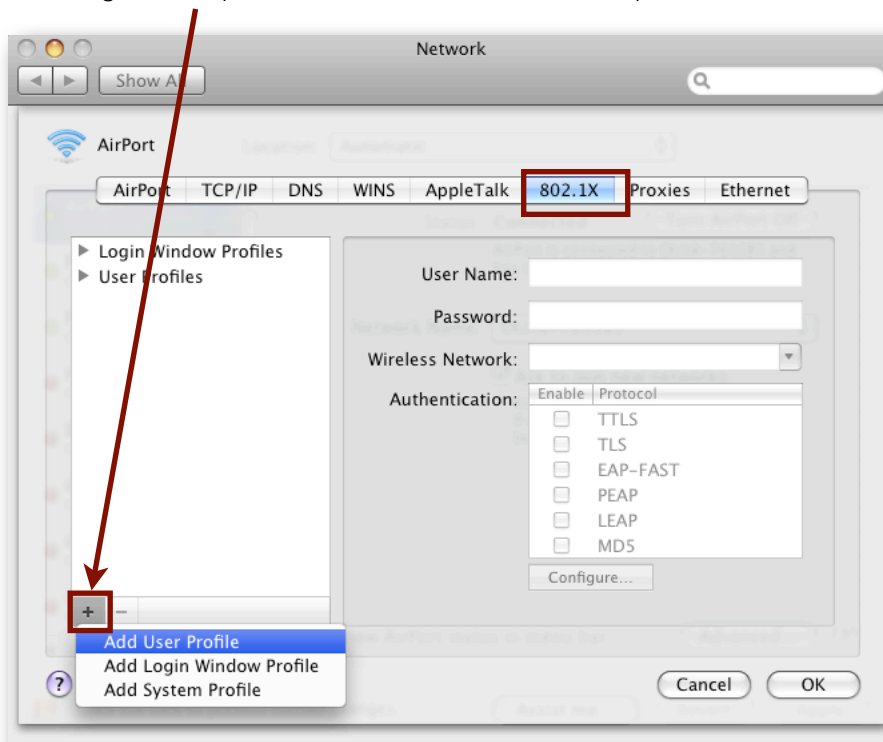 Network
Show All
AirPort
AirPort TCP/IP DNS WINS AppleTalk 802.1X Proxies Ethernet
Login Window Profiles
User Profiles
User Name:
Password:
Wireless Network:
Authentication:
Enable Protocol
TTLS
TLS
EAP-FAST
PEAP
LEAP
MD5
Configure...
+ −
Add User Profile
Add Login Window Profile
Add System Profile
?
Cancel OK